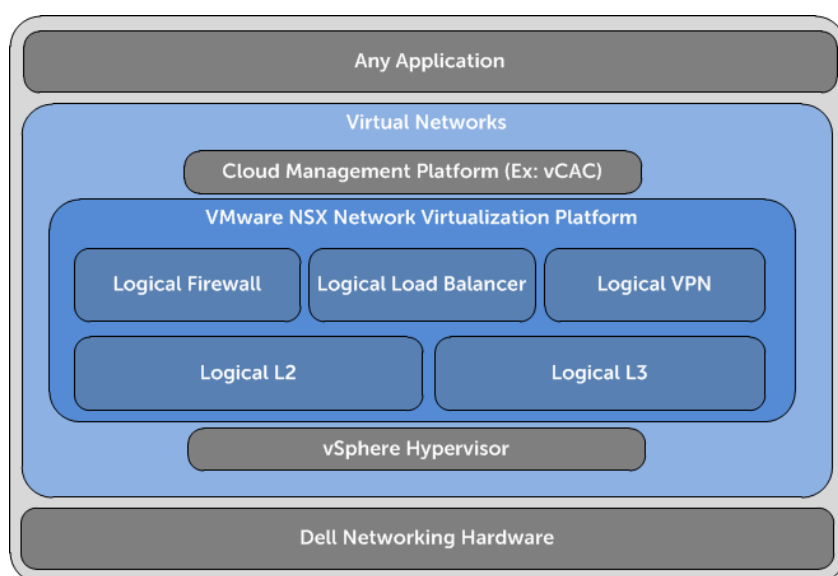 Any Application
Virtual Networks
Cloud Management Platform (Ex: vCAC)
VMware NSX Network Virtualization Platform
Logical Firewall
Logical Load Balancer
Logical VPN
Logical L2
Logical L3
vSphere Hypervisor
Dell Networking Hardware